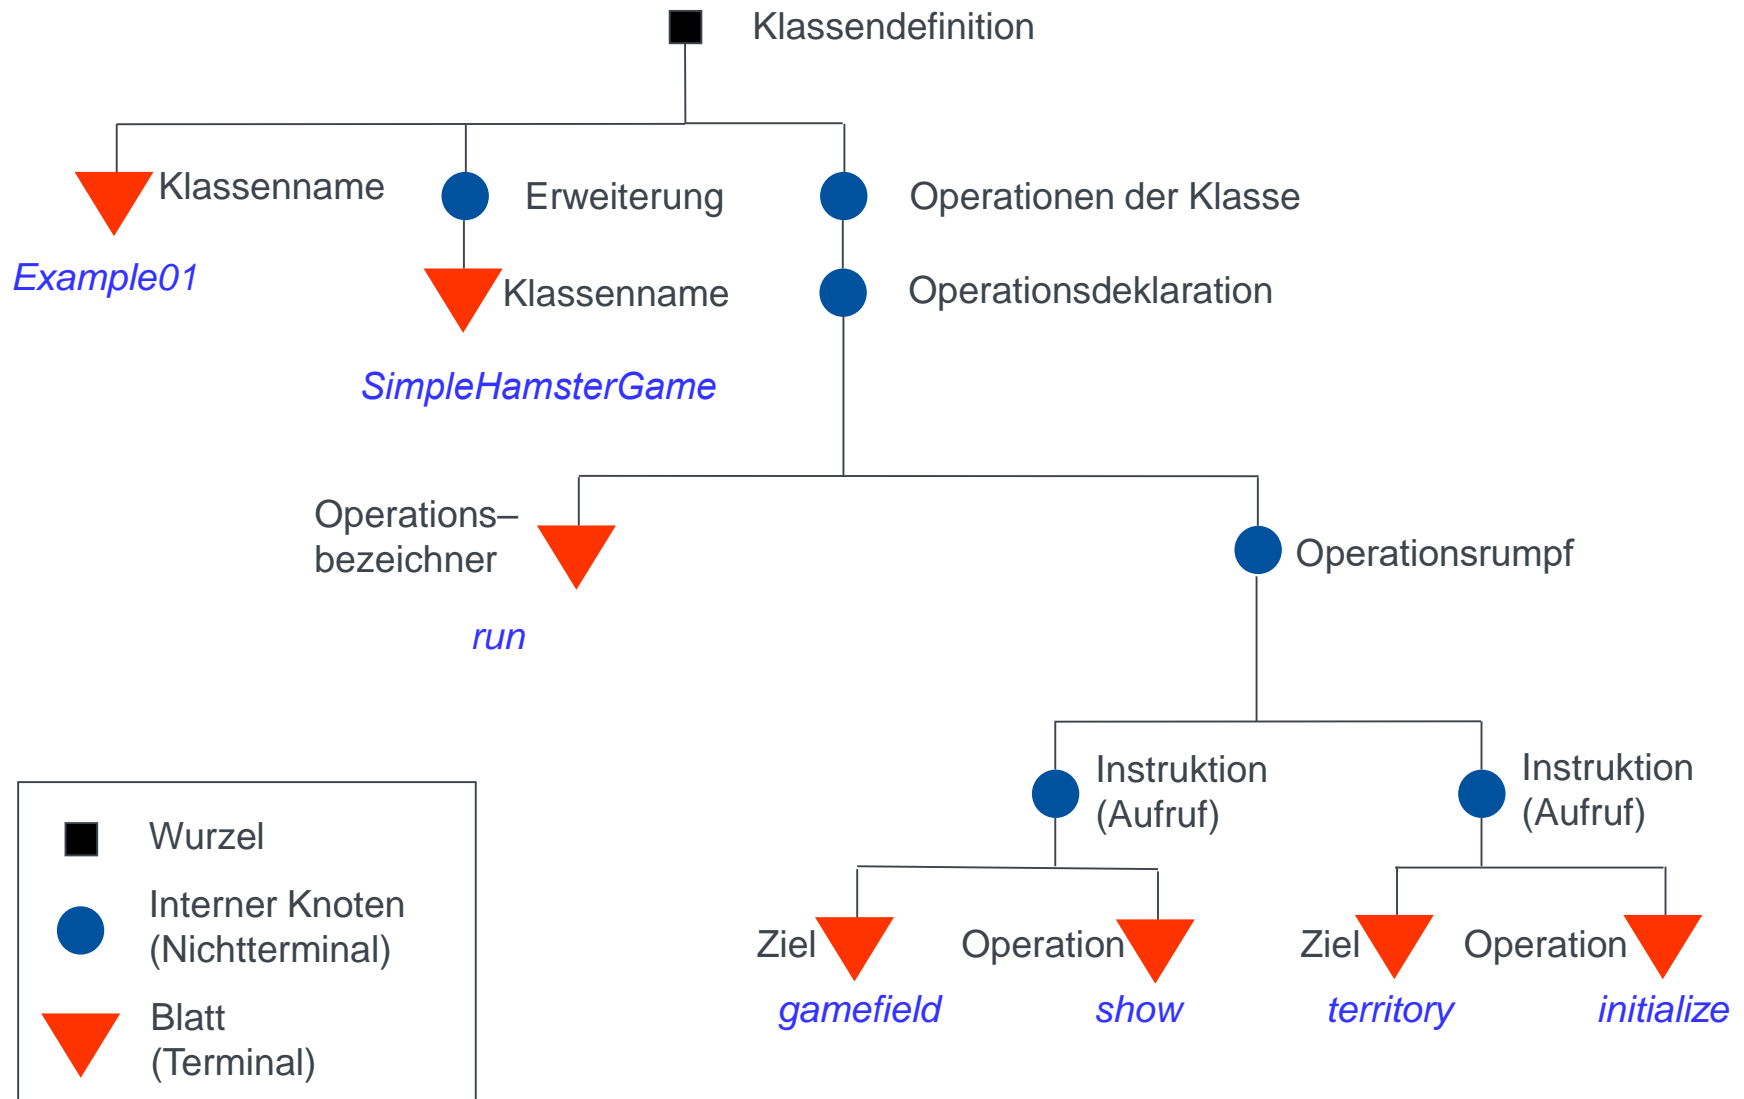 Klassendefinition
Klassenname
Erweiterung
Operationen der Klasse
Example01
Klassenname
Operationsdeklaration
SimpleHamsterGame
Operations–
bezeichner
Operationsrumpf
run
Instruktion
(Aufruf)
Instruktion
(Aufruf)
Ziel
Operation
Ziel
Operation
gamefield
show
territory
initialize
Wurzel
Interner Knoten
(Nichtterminal)
Blatt
(Terminal)